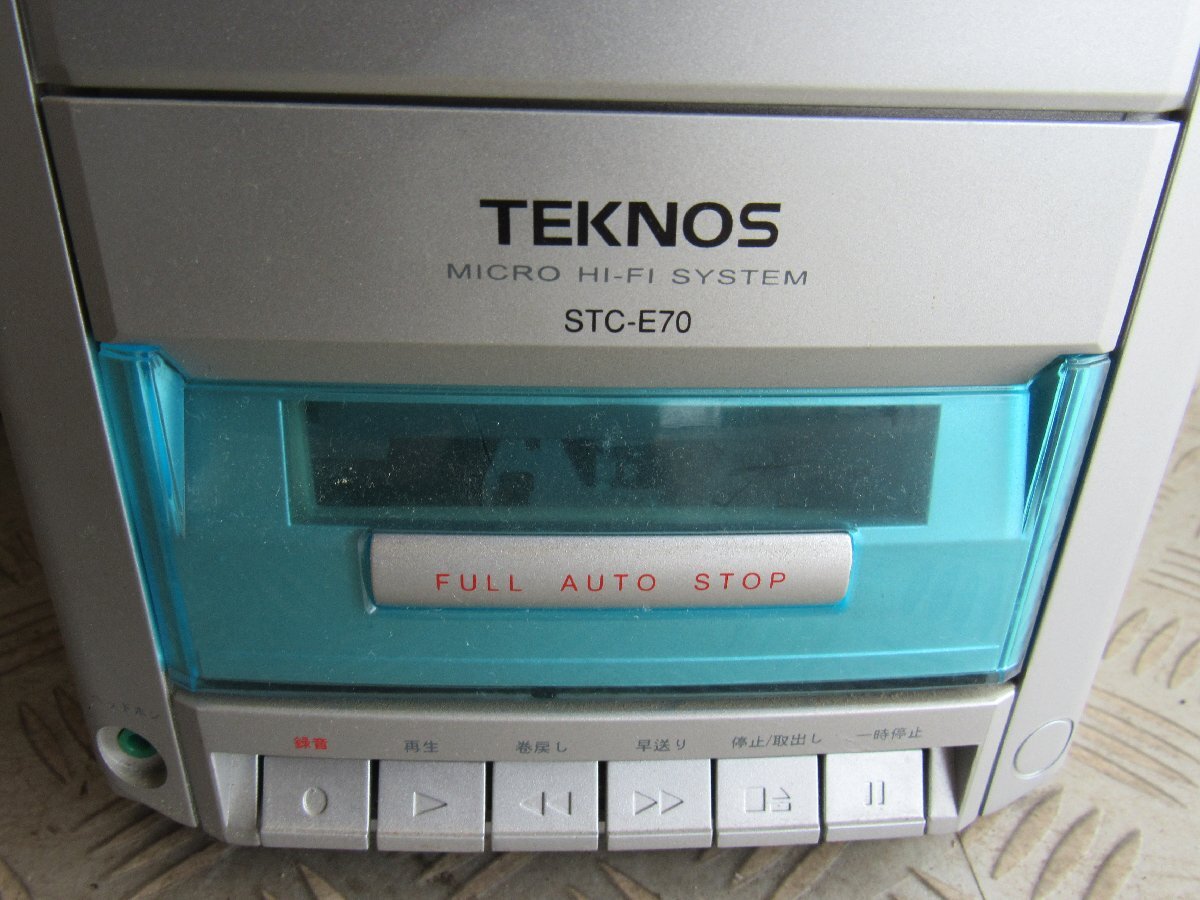 TEKNOS
MICRO HI-FI SYSTEM
STC-E70
FULL AUTO STOP
録音 再生 巻戻し 早送り 停止/取出し 一時停止